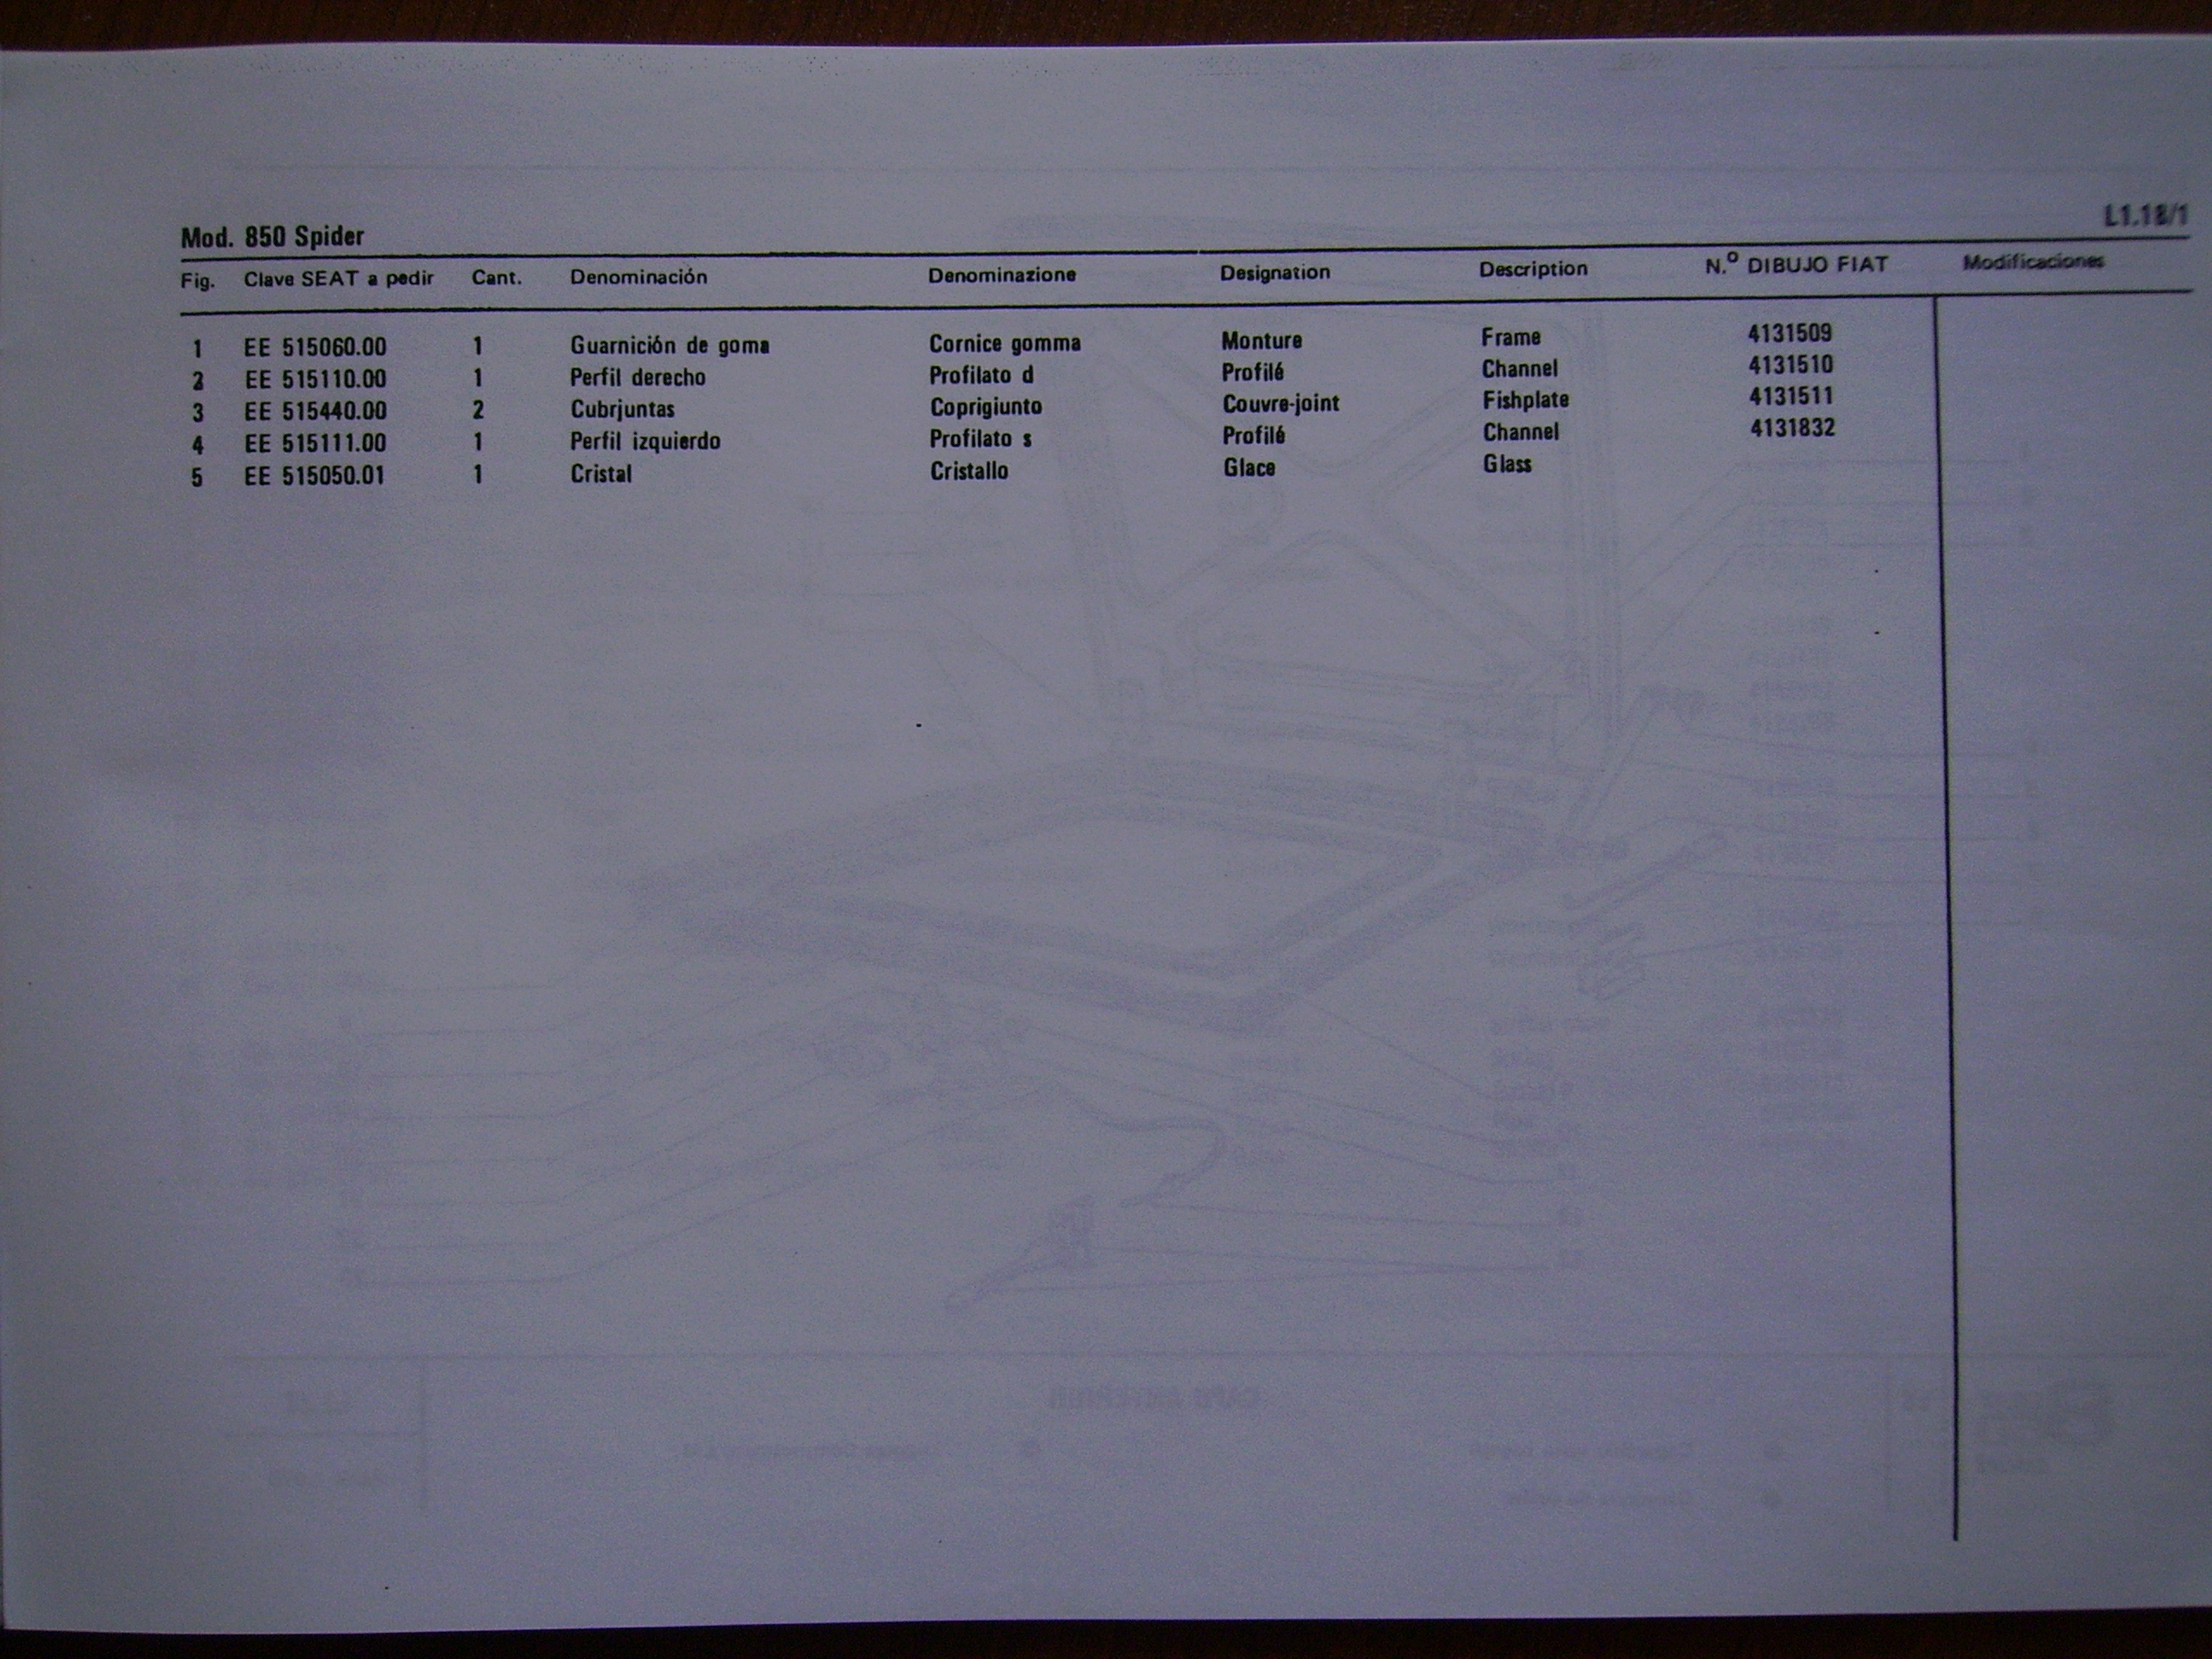 L1.18/1
Mod. 850 Spider
Fig. Clave SEAT a pedir Cant. Denominación Denominazione Designation Description N.º DIBUJO FIAT Modificaciones
1 EE 515060.00 1 Guarnición de goma Cornice gomma Monture Frame 4131509
2 EE 515110.00 1 Perfil derecho Profilato d Profilé Channel 4131510
3 EE 515440.00 2 Cubrjuntas Coprigiunto Couvre-joint Fishplate 4131511
4 EE 515111.00 1 Perfil izquierdo Profilato s Profilé Channel 4131832
5 EE 515050.01 1 Cristal Cristallo Glace Glass